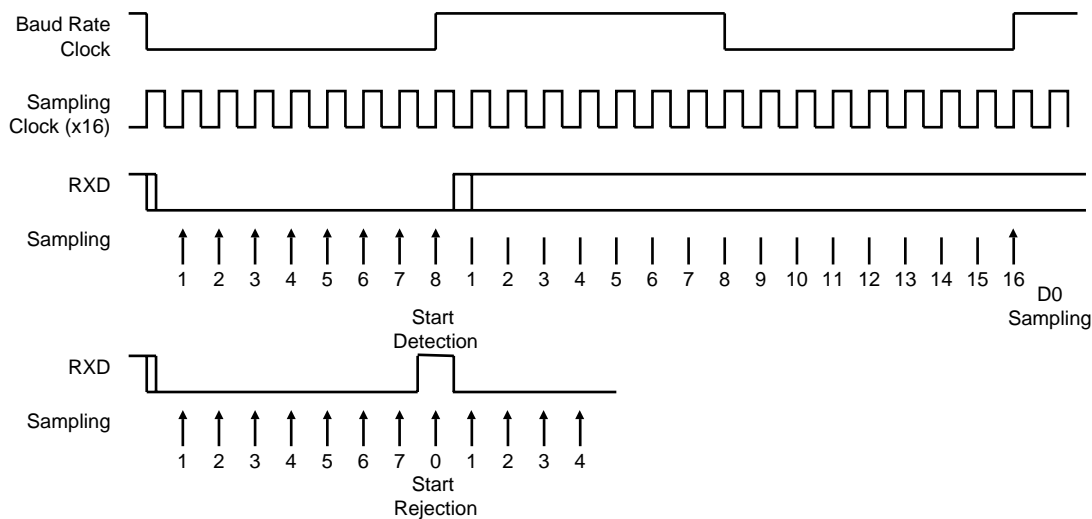 Baud Rate
Clock
Sampling
Clock (x16)
RXD
Sampling
1 2 3 4 5 6 7 8 1 2 3 4 5 6 7 8 9 10 11 12 13 14 15 16
D0
Sampling
Start
Detection
RXD
Sampling
1 2 3 4 5 6 7 0 1 2 3 4
Start
Rejection